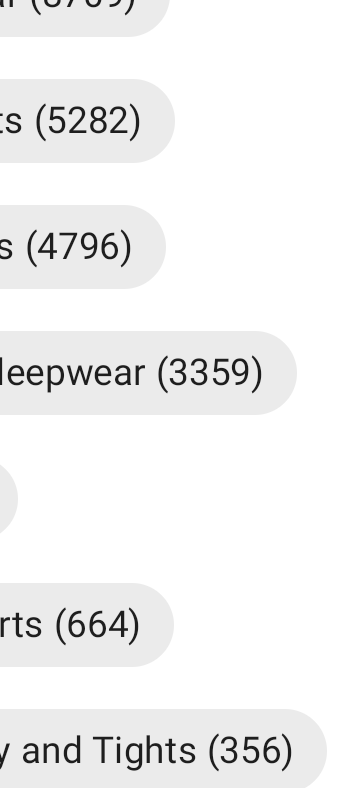 ts (5282)
s (4796)
leepwear (3359)
rts (664)
y and Tights (356)